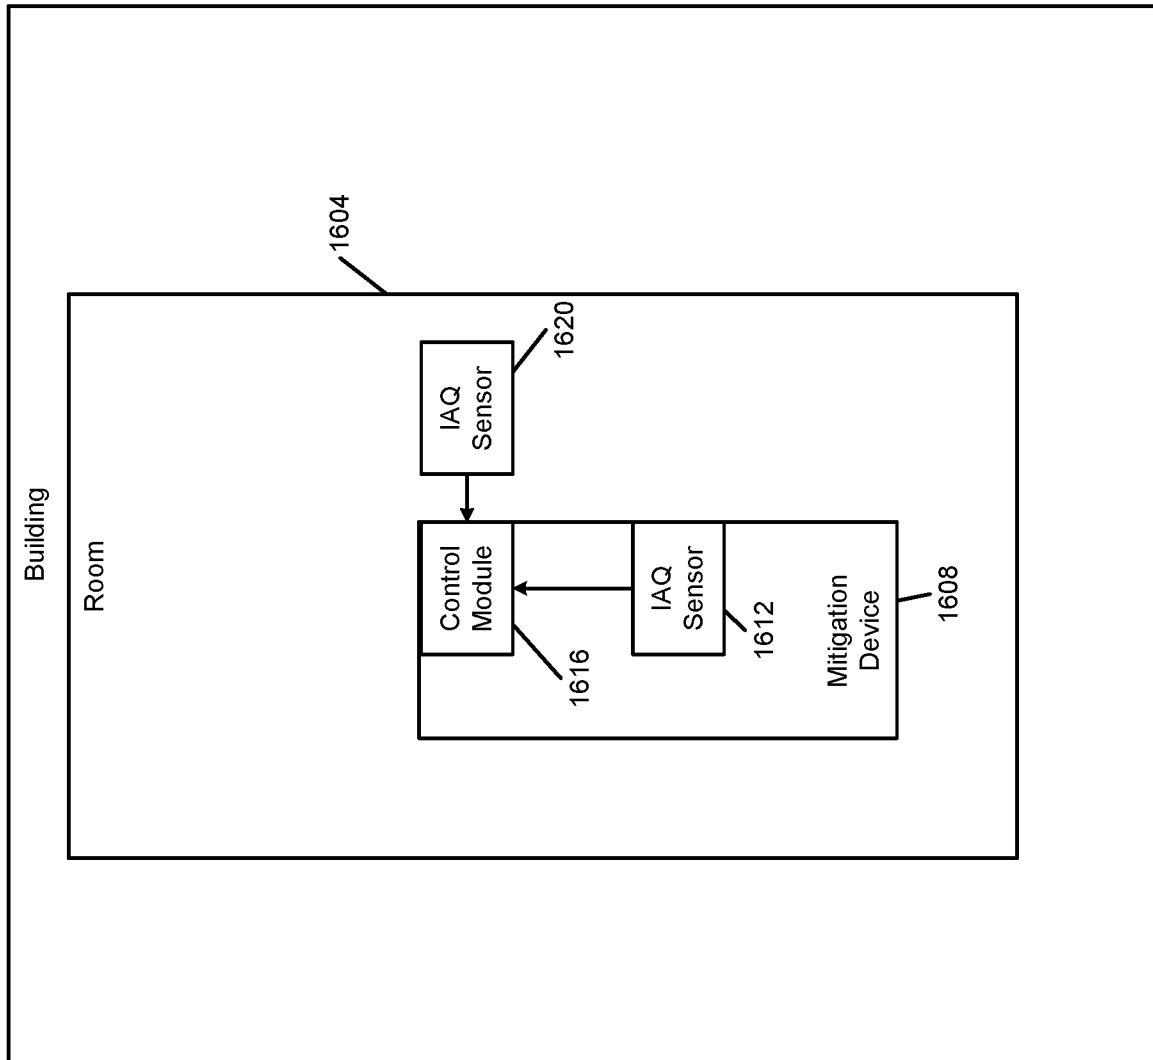 Building
Room
1604
Control
Module
1616
IAQ
Sensor
1620
IAQ
Sensor
1612
Mitigation
Device
1608